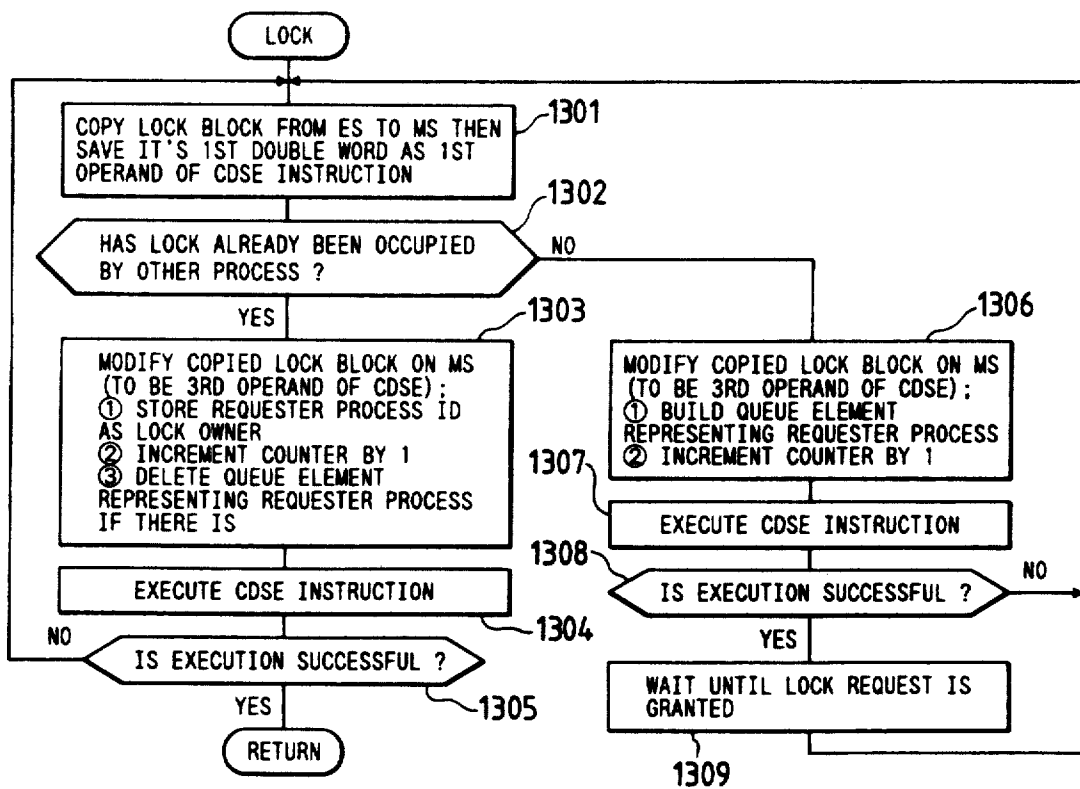 LOCK
1301
COPY LOCK BLOCK FROM ES TO MS THEN
SAVE IT'S 1ST DOUBLE WORD AS 1ST
OPERAND OF CDSE INSTRUCTION
1302
HAS LOCK ALREADY BEEN OCCUPIED
BY OTHER PROCESS ?
NO
YES
1303
MODIFY COPIED LOCK BLOCK ON MS
(TO BE 3RD OPERAND OF CDSE):
① STORE REQUESTER PROCESS ID
AS LOCK OWNER
② INCREMENT COUNTER BY 1
③ DELETE QUEUE ELEMENT
REPRESENTING REQUESTER PROCESS
IF THERE IS
EXECUTE CDSE INSTRUCTION
1304
NO
IS EXECUTION SUCCESSFUL ?
1305
YES
RETURN
1306
MODIFY COPIED LOCK BLOCK ON MS
(TO BE 3RD OPERAND OF CDSE):
① BUILD QUEUE ELEMENT
REPRESENTING REQUESTER PROCESS
② INCREMENT COUNTER BY 1
1307
EXECUTE CDSE INSTRUCTION
1308
IS EXECUTION SUCCESSFUL ?
NO
YES
WAIT UNTIL LOCK REQUEST IS
GRANTED
1309